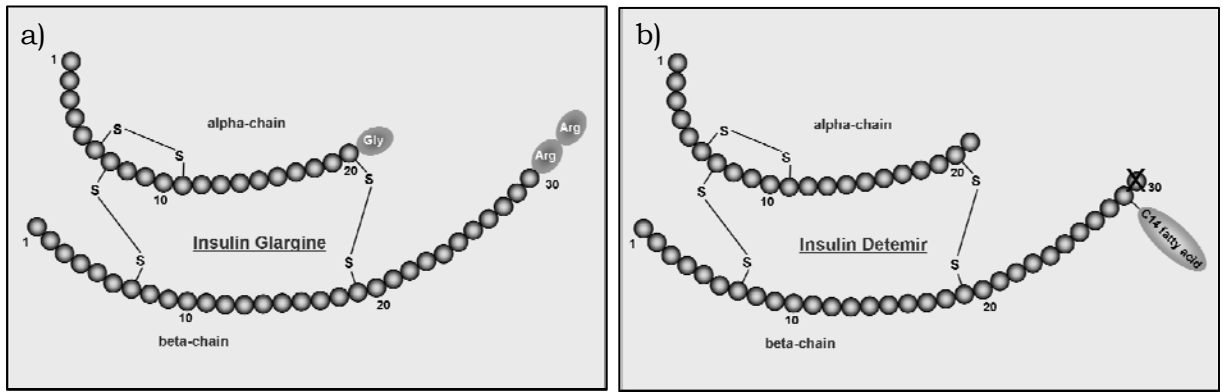 a)
1
alpha-chain
S
S
Gly
Arg
Arg
10
20
30
S
S
1
Insulin Glargine
S
S
10
20
beta-chain
b)
1
alpha-chain
S
S
10
20
30
S
S
C14 fatty acid
1
Insulin Detemir
S
S
10
20
beta-chain